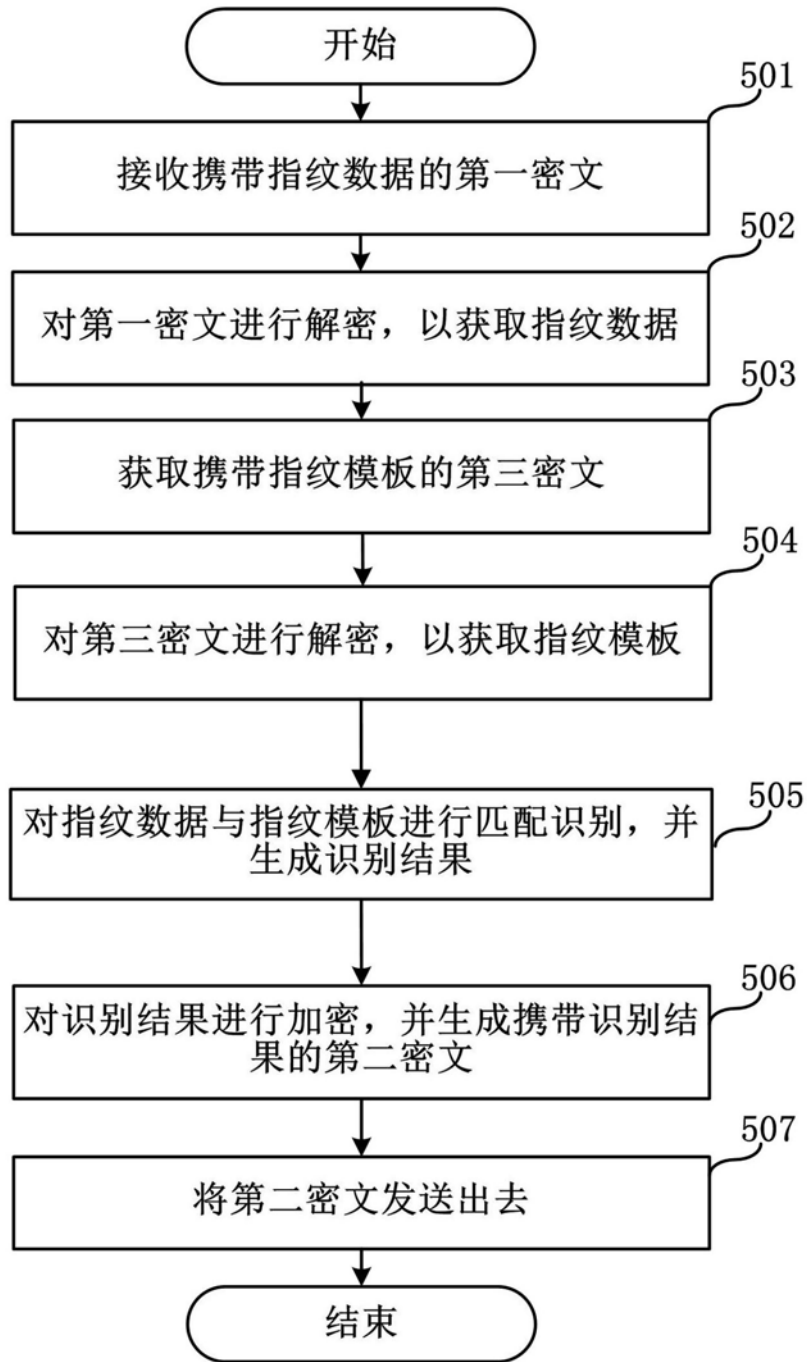 开始
501
接收携带指纹数据的第一密文
502
对第一密文进行解密，以获取指纹数据
503
获取携带指纹模板的第三密文
504
对第三密文进行解密，以获取指纹模板
505
对指纹数据与指纹模板进行匹配识别，并
生成识别结果
506
对识别结果进行加密，并生成携带识别结
果的第二密文
507
将第二密文发送出去
结束